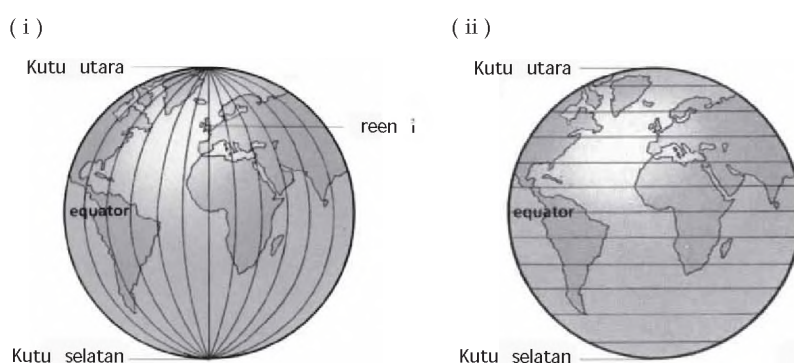 (i)
(ii)
Kutu utara
Kutu utara
reen i
equator
equator
Kutu selatan
Kutu selatan